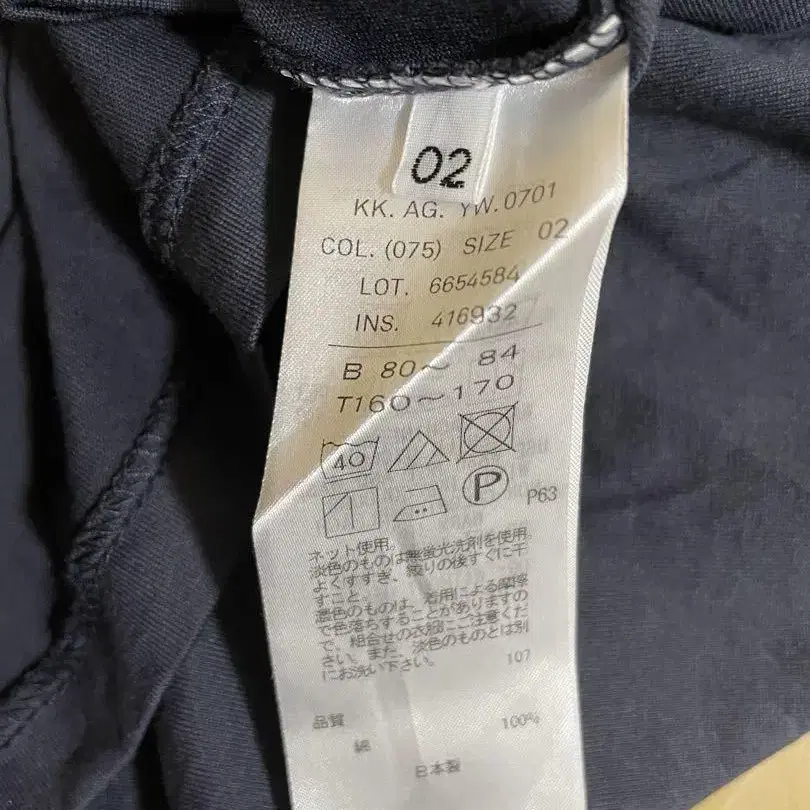 02
KK. AG. YW.0701
COL. (075) SIZE 02
LOT. 6654584
INS. 416932
B 80～ 84
T160～170
40
P P63
ネット使用。
淡色のものは無蛍光洗剤を使用。
よくすすぎ、絞りの後すぐに干
すこと。
濃色のものは、着用による摩擦
で色落ちすることがありますの
で、組合せの衣服にご注意くだ
さい。また、淡色のものとは別
にお洗い下さい。 107
品質
綿 100%
日本製